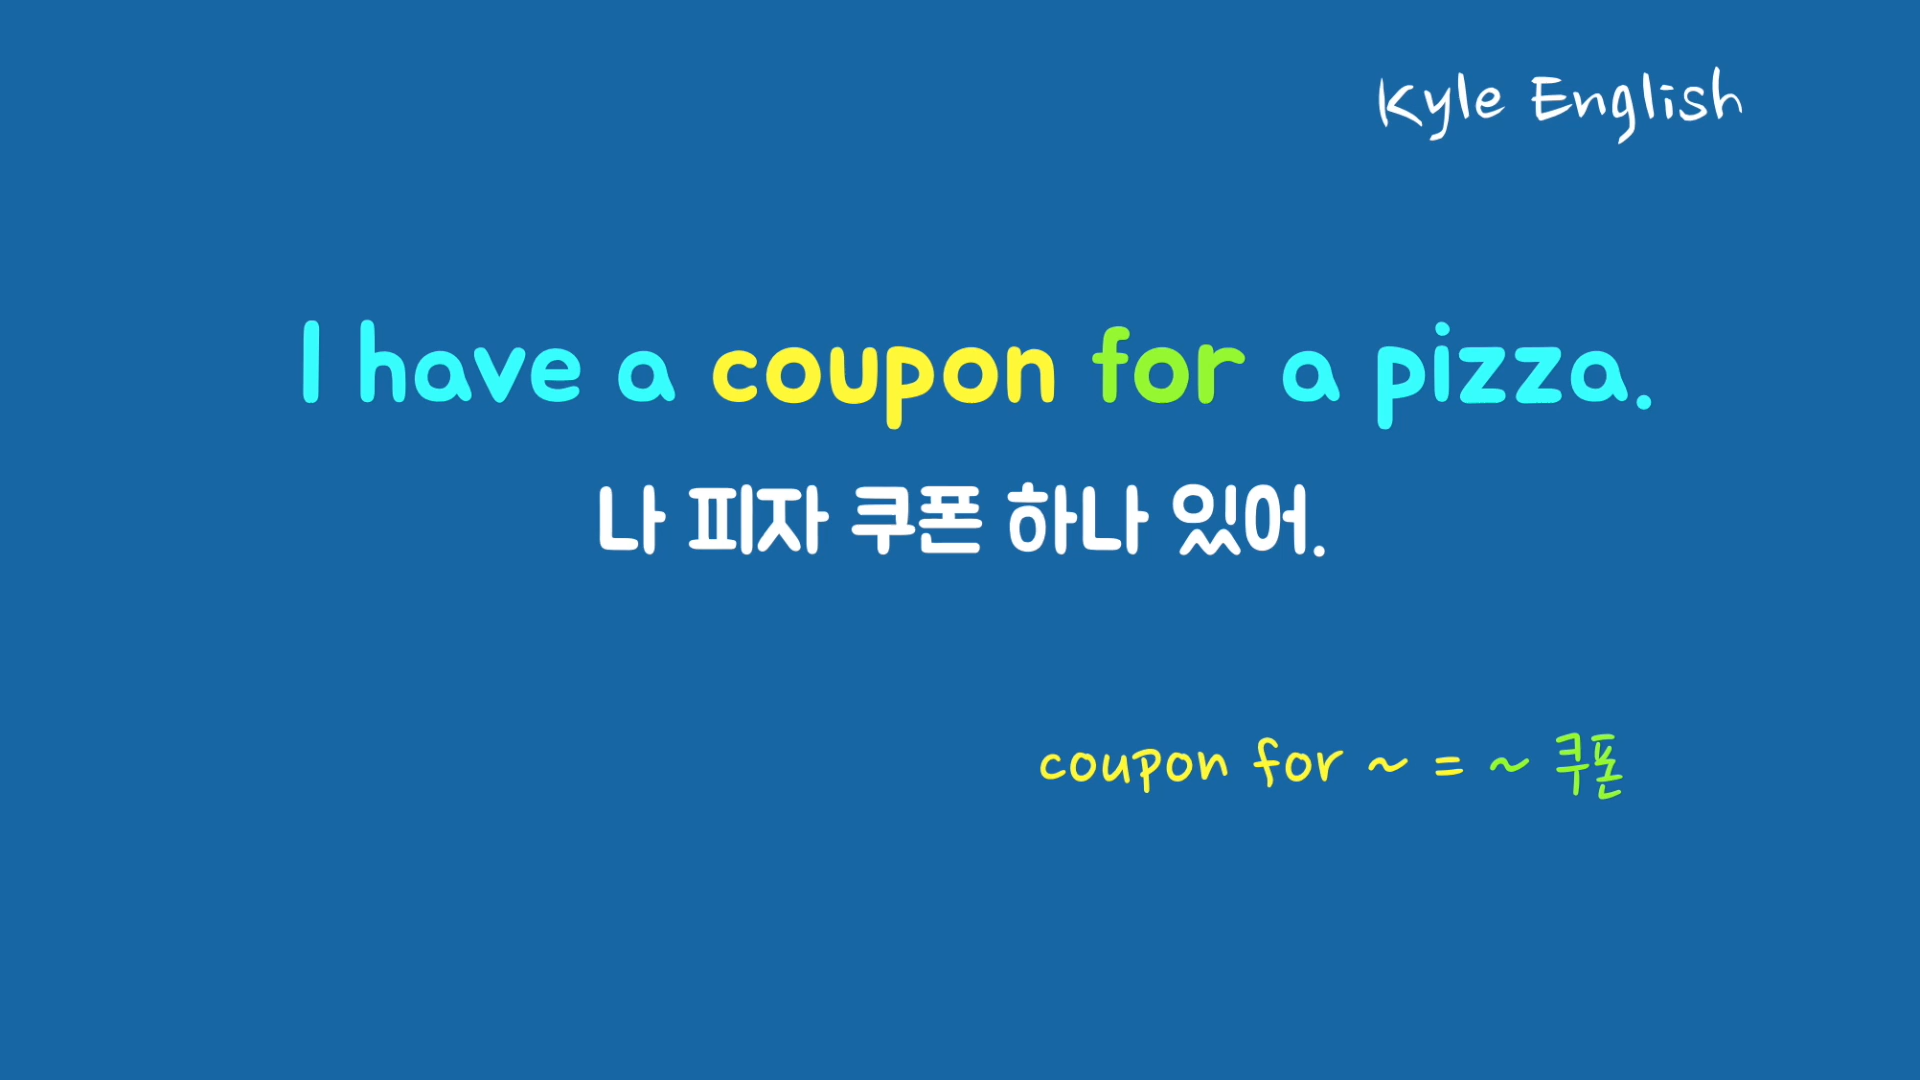 Kyle English
I have a coupon for a pizza.
나 피자 쿠폰 하나 있어.
coupon for ~ = ~ 쿠폰